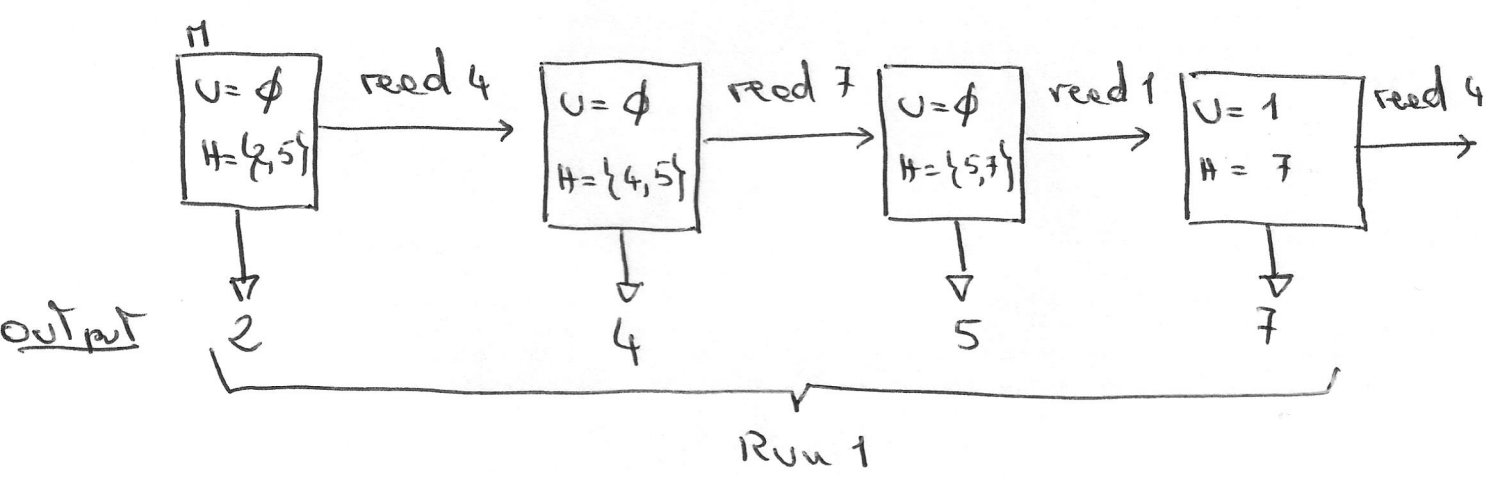 M
U= ϕ
H={2,5}
reed 4
U= ϕ
H={4,5}
reed 7
U=ϕ
H={5,7}
reed 1
U= 1
H = 7
reed 4
output 2 4 5 7
Run 1